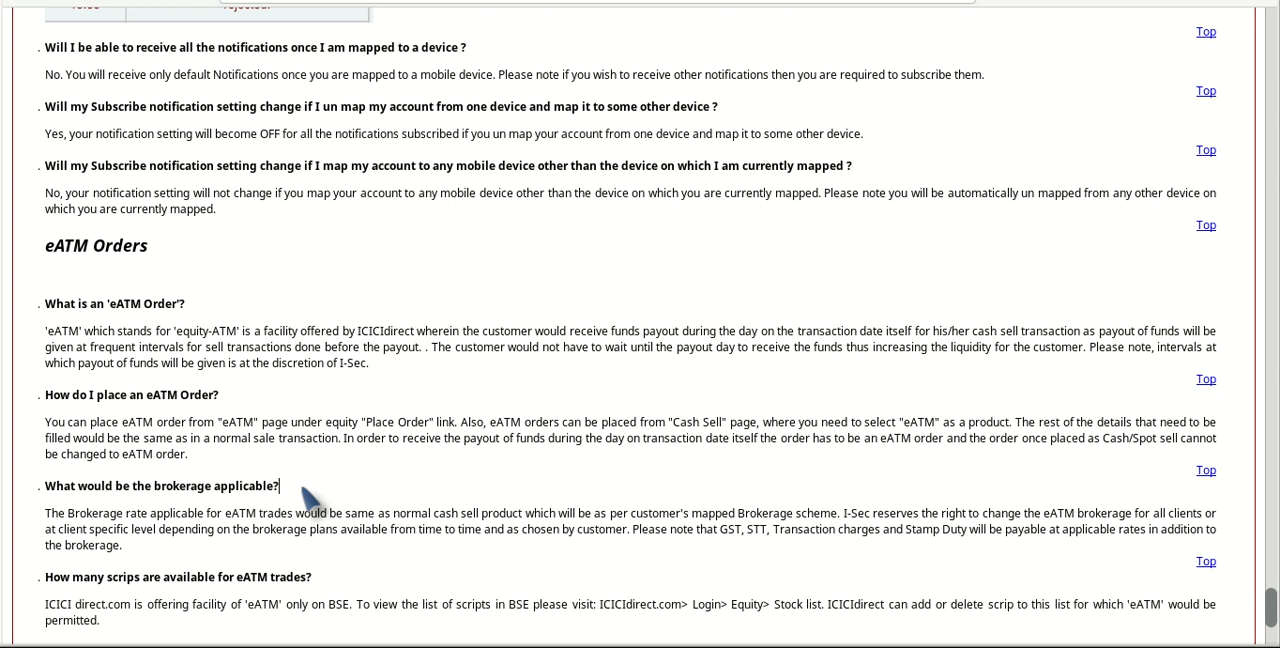 Top
. Will I be able to receive all the notifications once I am mapped to a device ?
No. You will receive only default Notifications once you are mapped to a mobile device. Please note if you wish to receive other notifications then you are required to subscribe them.
Top
. Will my Subscribe notification setting change if I un map my account from one device and map it to some other device ?
Yes, your notification setting will become OFF for all the notifications subscribed if you un map your account from one device and map it to some other device.
Top
. Will my Subscribe notification setting change if I map my account to any mobile device other than the device on which I am currently mapped ?
No, your notification setting will not change if you map your account to any mobile device other than the device on which you are currently mapped. Please note you will be automatically un mapped from any other device on
which you are currently mapped.
Top
eATM Orders
. What is an 'eATM Order'?
'eATM' which stands for 'equity-ATM' is a facility offered by ICICIdirect wherein the customer would receive funds payout during the day on the transaction date itself for his/her cash sell transaction as payout of funds will be
given at frequent intervals for sell transactions done before the payout. . The customer would not have to wait until the payout day to receive the funds thus increasing the liquidity for the customer. Please note, intervals at
which payout of funds will be given is at the discretion of I-Sec.
Top
. How do I place an eATM Order?
You can place eATM order from "eATM" page under equity "Place Order" link. Also, eATM orders can be placed from "Cash Sell" page, where you need to select "eATM" as a product. The rest of the details that need to be
filled would be the same as in a normal sale transaction. In order to receive the payout of funds during the day on transaction date itself the order has to be an eATM order and the order once placed as Cash/Spot sell cannot
be changed to eATM order.
Top
. What would be the brokerage applicable?
The Brokerage rate applicable for eATM trades would be same as normal cash sell product which will be as per customer's mapped Brokerage scheme. I-Sec reserves the right to change the eATM brokerage for all clients or
at client specific level depending on the brokerage plans available from time to time and as chosen by customer. Please note that GST, STT, Transaction charges and Stamp Duty will be payable at applicable rates in addition to
the brokerage.
Top
. How many scrips are available for eATM trades?
ICICI direct.com is offering facility of 'eATM' only on BSE. To view the list of scripts in BSE please visit: ICICIdirect.com> Login> Equity> Stock list. ICICIdirect can add or delete scrip to this list for which 'eATM' would be
permitted.